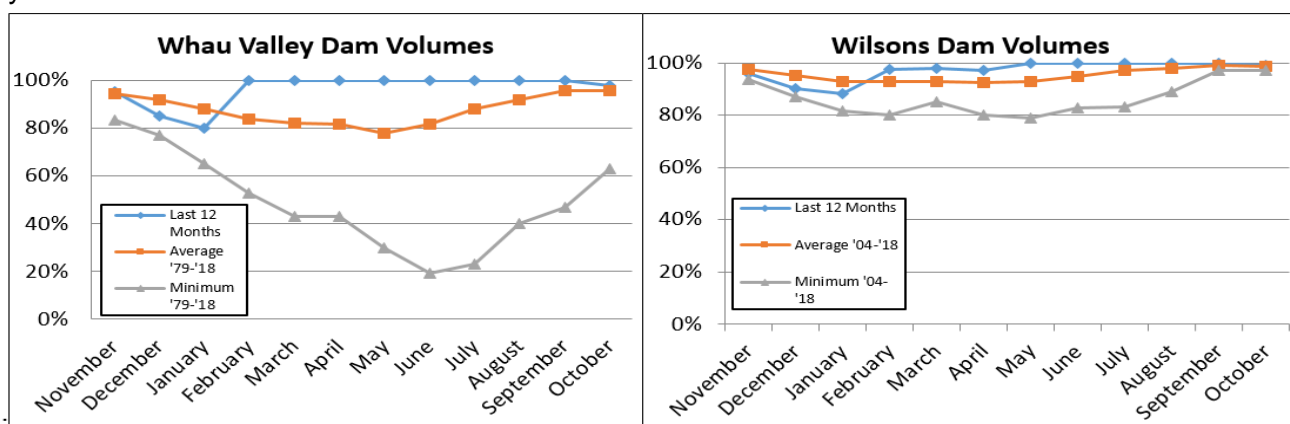 y
Whau Valley Dam Volumes
100%
80%
60%
40%
20%
0%
Last 12
Months
Average
'79-'18
Minimum
'79-'18
November
December
January
February
March
April
May
June
July
August
September
October
Wilsons Dam Volumes
100%
80%
60%
40%
20%
0%
Last 12 Months
Average '04-'18
Minimum '04-
'18
November
December
January
February
March
April
May
June
July
August
September
October
.